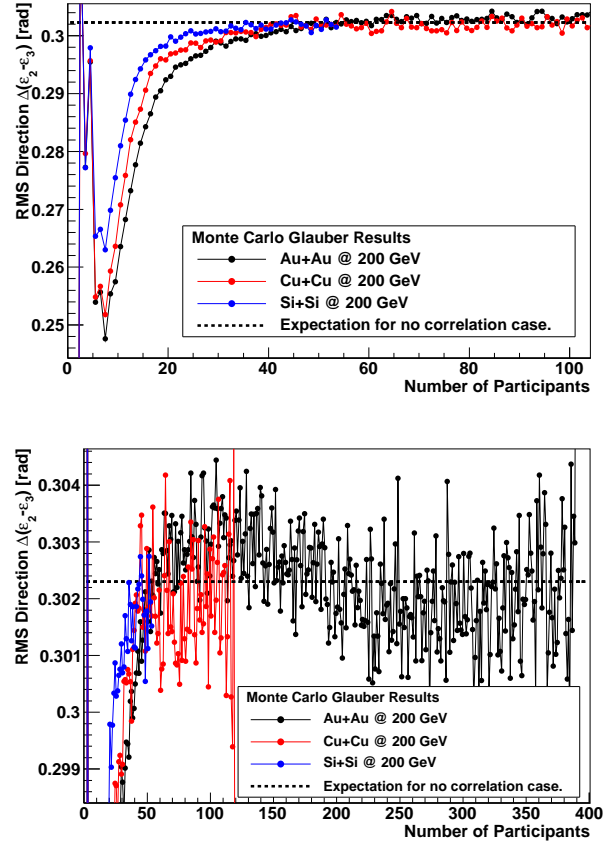 RMS Direction Δ(ε₂-ε₃) [rad]
0.3
0.29
0.28
0.27
0.26
0.25
Monte Carlo Glauber Results
Au+Au @ 200 GeV
Cu+Cu @ 200 GeV
Si+Si @ 200 GeV
Expectation for no correlation case.
0 20 40 60 80 100
Number of Participants
RMS Direction Δ(ε₂-ε₃) [rad]
0.304
0.303
0.302
0.301
0.3
0.299
Monte Carlo Glauber Results
Au+Au @ 200 GeV
Cu+Cu @ 200 GeV
Si+Si @ 200 GeV
Expectation for no correlation case.
0 50 100 150 200 250 300 350 400
Number of Participants